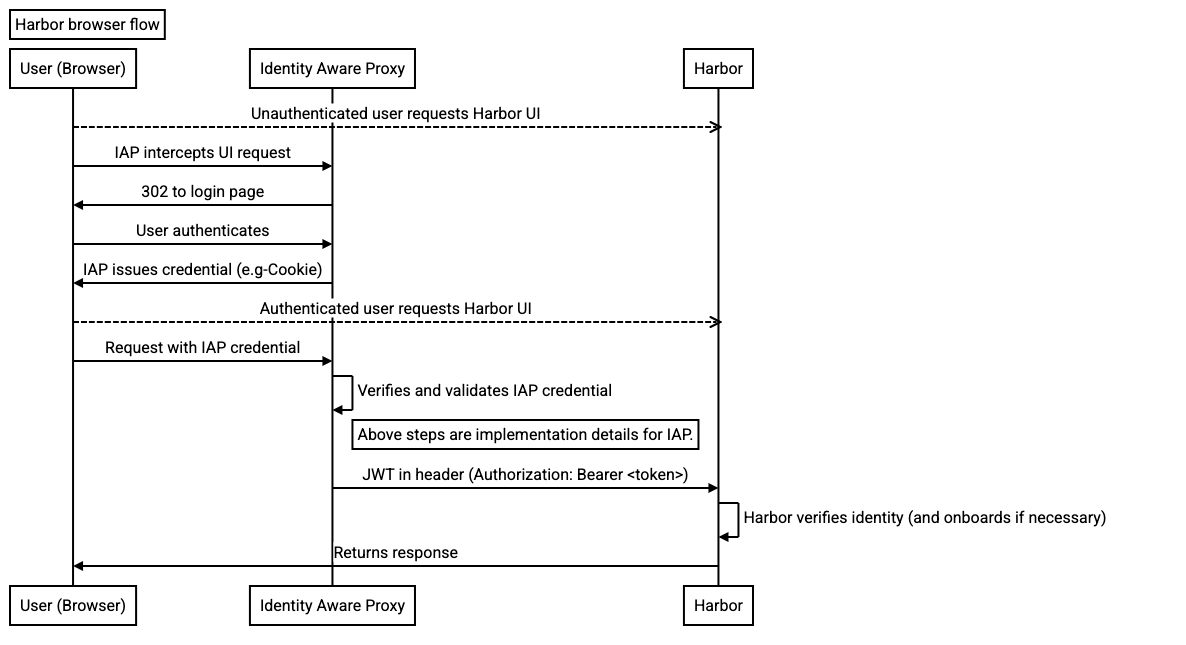 Harbor browser flow
User (Browser)
Identity Aware Proxy
Harbor
Unauthenticated user requests Harbor UI
IAP intercepts UI request
302 to login page
User authenticates
IAP issues credential (e.g-Cookie)
Authenticated user requests Harbor UI
Request with IAP credential
Verifies and validates IAP credential
Above steps are implementation details for IAP.
JWT in header (Authorization: Bearer <token>)
Harbor verifies identity (and onboards if necessary)
Returns response
User (Browser)
Identity Aware Proxy
Harbor